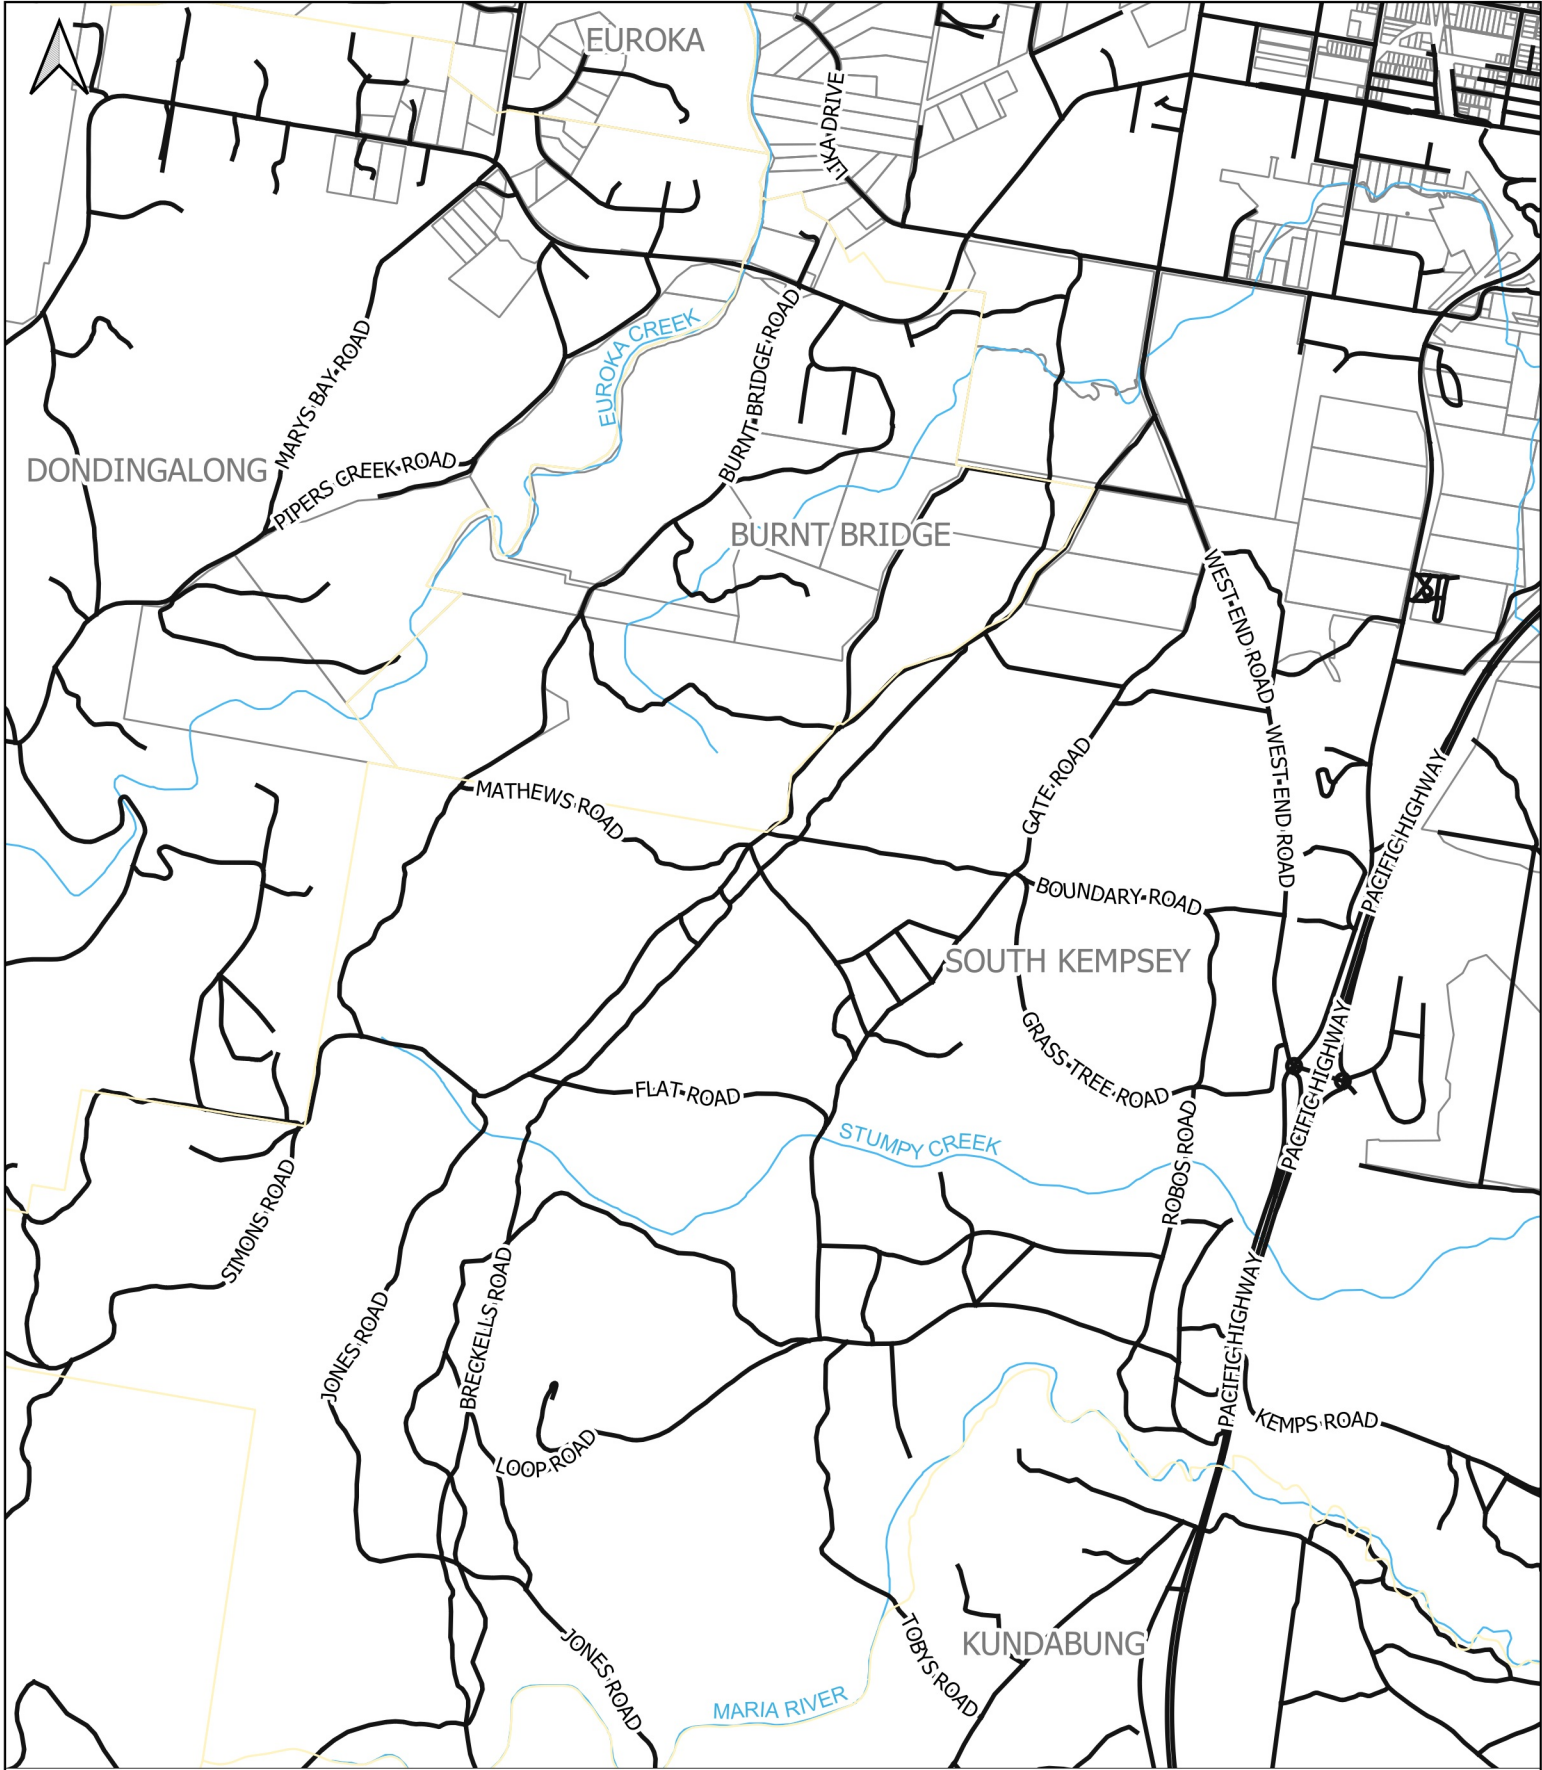 EUROKA
LIKA DRIVE
EUROKA CREEK
BURNT BRIDGE ROAD
MARYS BAY ROAD
DONDINGALONG
PIPERS CREEK ROAD
BURNT BRIDGE
WEST END ROAD
WEST END ROAD
GATE ROAD
PACIFIC HIGHWAY
MATHEWS ROAD
BOUNDARY ROAD
SOUTH KEMPSEY
GRASS TREE ROAD
PACIFIC HIGHWAY
FLAT ROAD
STUMPY CREEK
ROBOS ROAD
SIMONS ROAD
JONES ROAD
BRECKELLS ROAD
PACIFIC HIGHWAY
KEMPS ROAD
LOOP ROAD
TOBYS ROAD
KUNDABUNG
JONES ROAD
MARIA RIVER